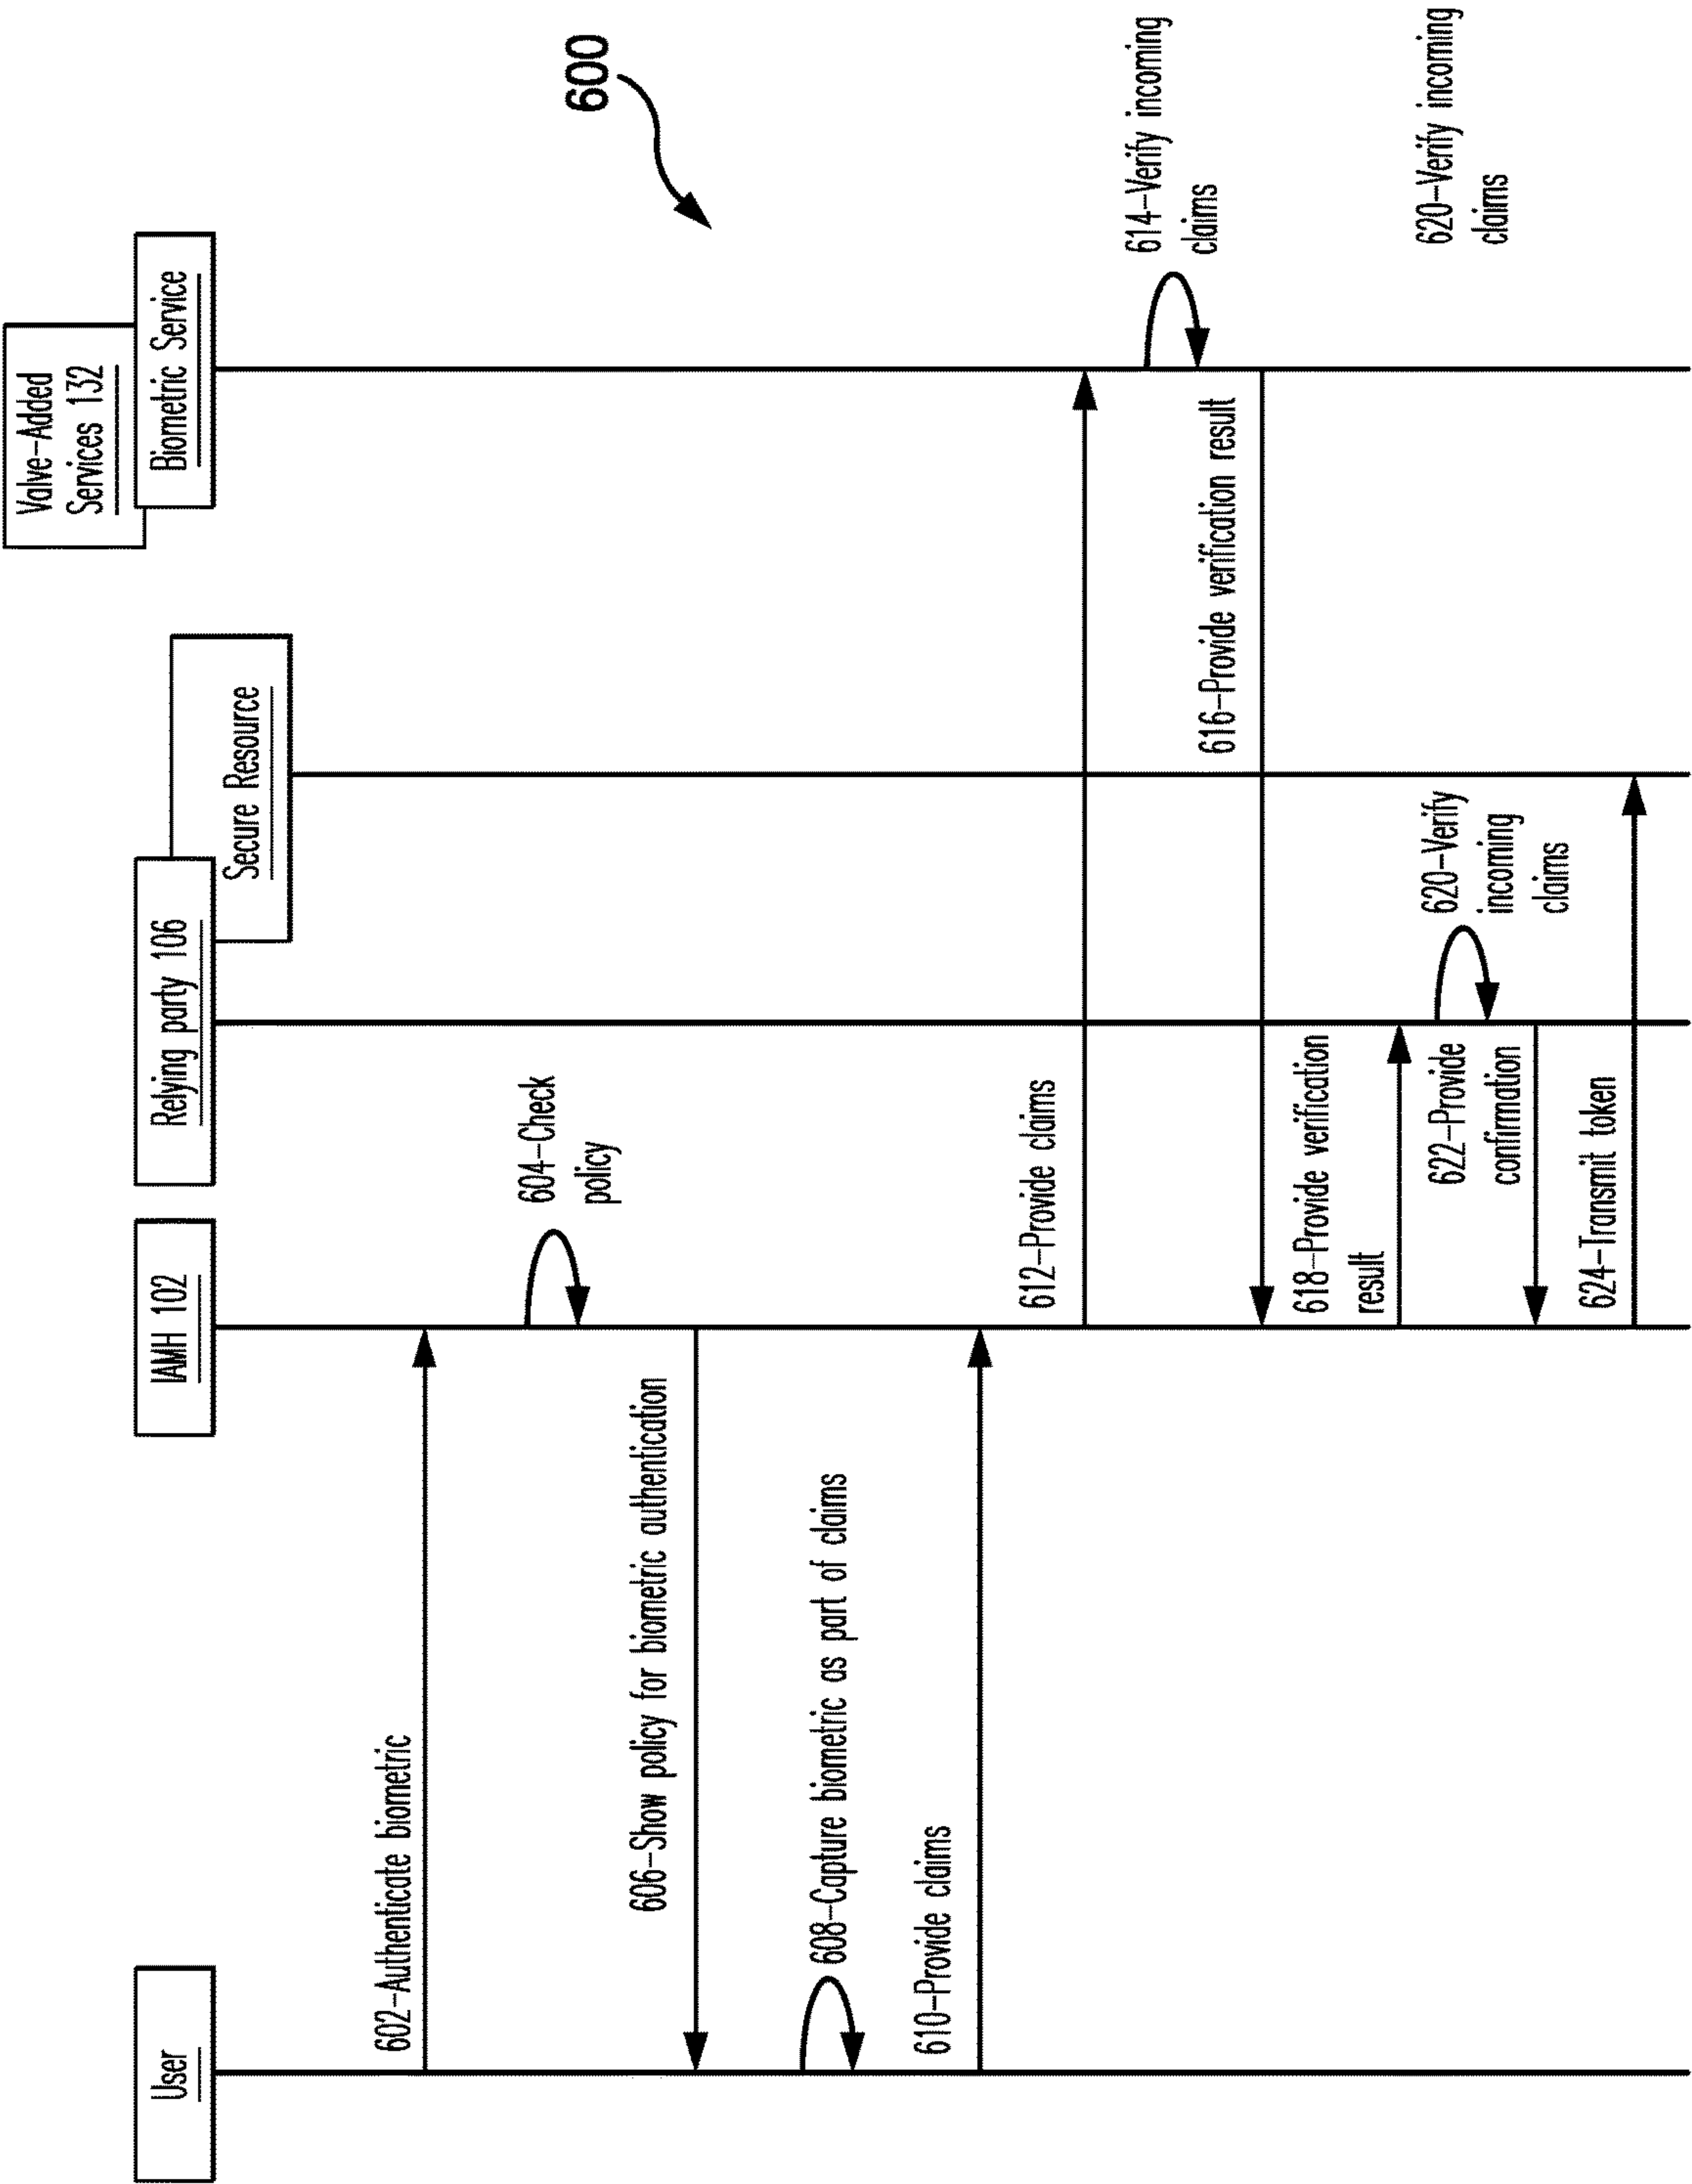 600
User
IAMH 102
Relying party 106
Secure Resource
Valve-Added
Services 132
Biometric Service
602-Authenticate biometric
604-Check
policy
606-Show policy for biometric authentication
608-Capture biometric as part of claims
610-Provide claims
612-Provide claims
614-Verify incoming
claims
616-Provide verification result
618-Provide verification
result
620-Verify
incoming
claims
620-Verify incoming
claims
622-Provide
confirmation
624-Transmit token